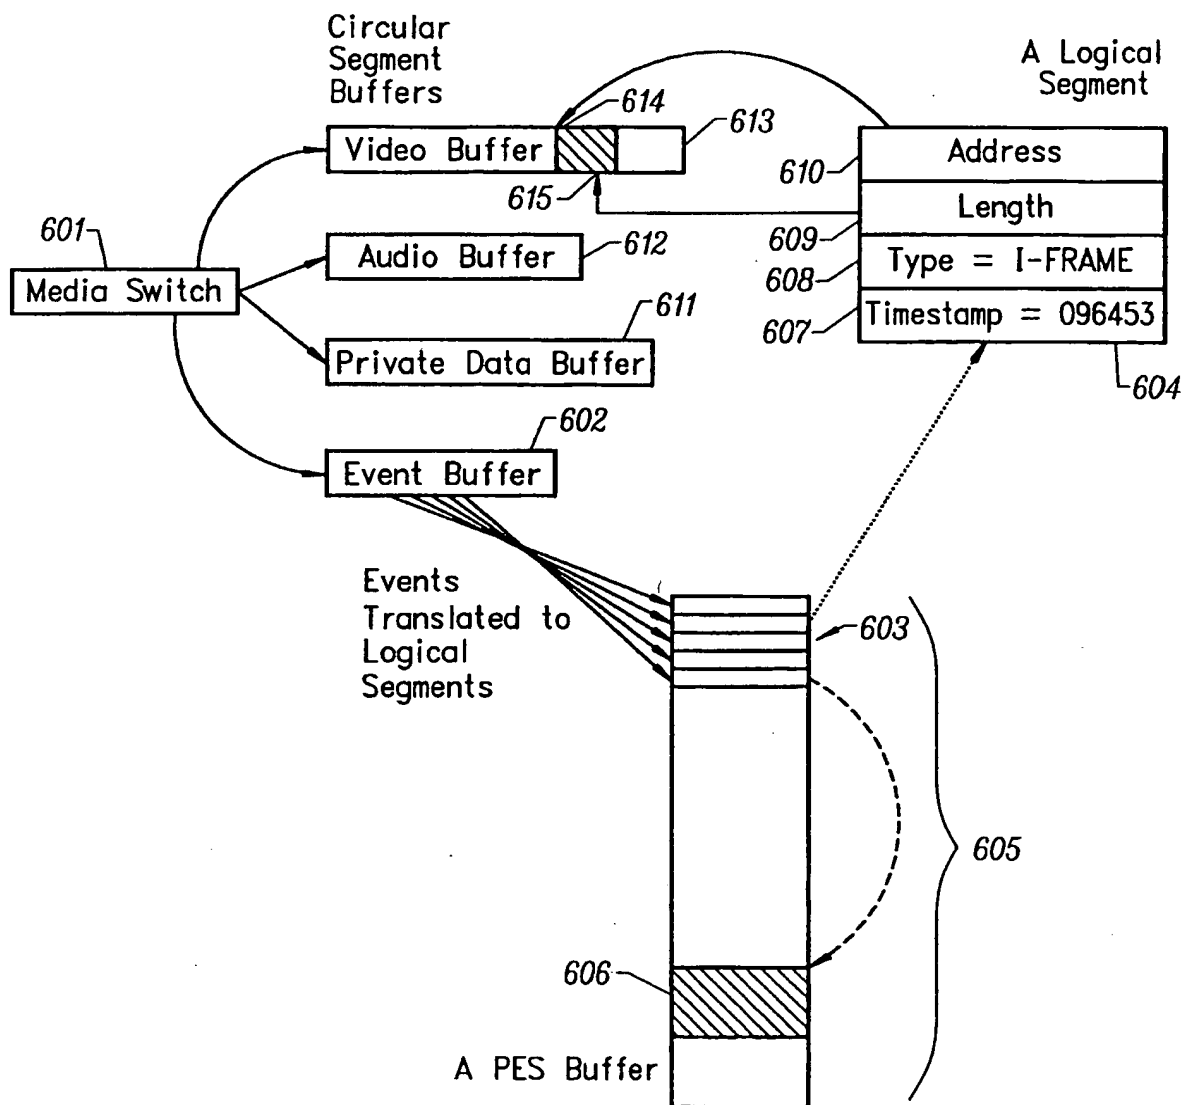 Circular
Segment
Buffers
A Logical
Segment
614
613
Video Buffer
Address
610
615
Length
601
612
609
Audio Buffer
Type = I-FRAME
608
Media Switch
611
Timestamp = 096453
607
Private Data Buffer
604
602
Event Buffer
Events
Translated to
Logical
Segments
603
605
606
A PES Buffer